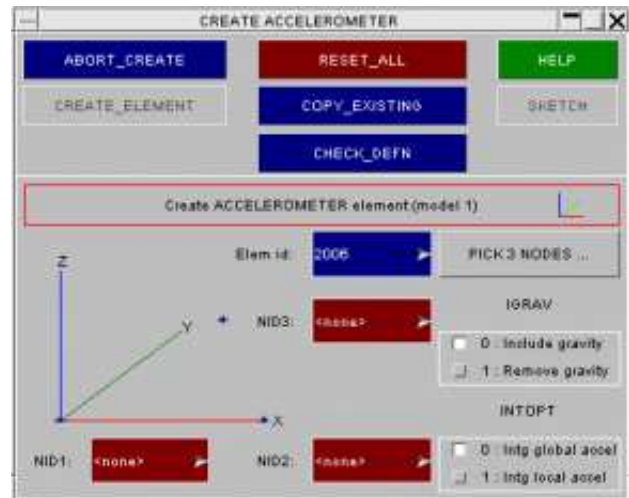 CREATE ACCELEROMETER
ABORT_CREATE
RESET_ALL
HELP
CREATE_ELEMENT
COPY_EXISTING
SKETCH
CHECK_DEFN
Create ACCELEROMETER element (model 1)
Elem id: 2006
PICK 3 NODES ...
Z
Y
NID3: <none>
IGRAV
0 : Include gravity
1 : Remove gravity
X
INTOPT
NID1: <none>
NID2: <none>
0 : Intg global accel
1 : Intg local accel